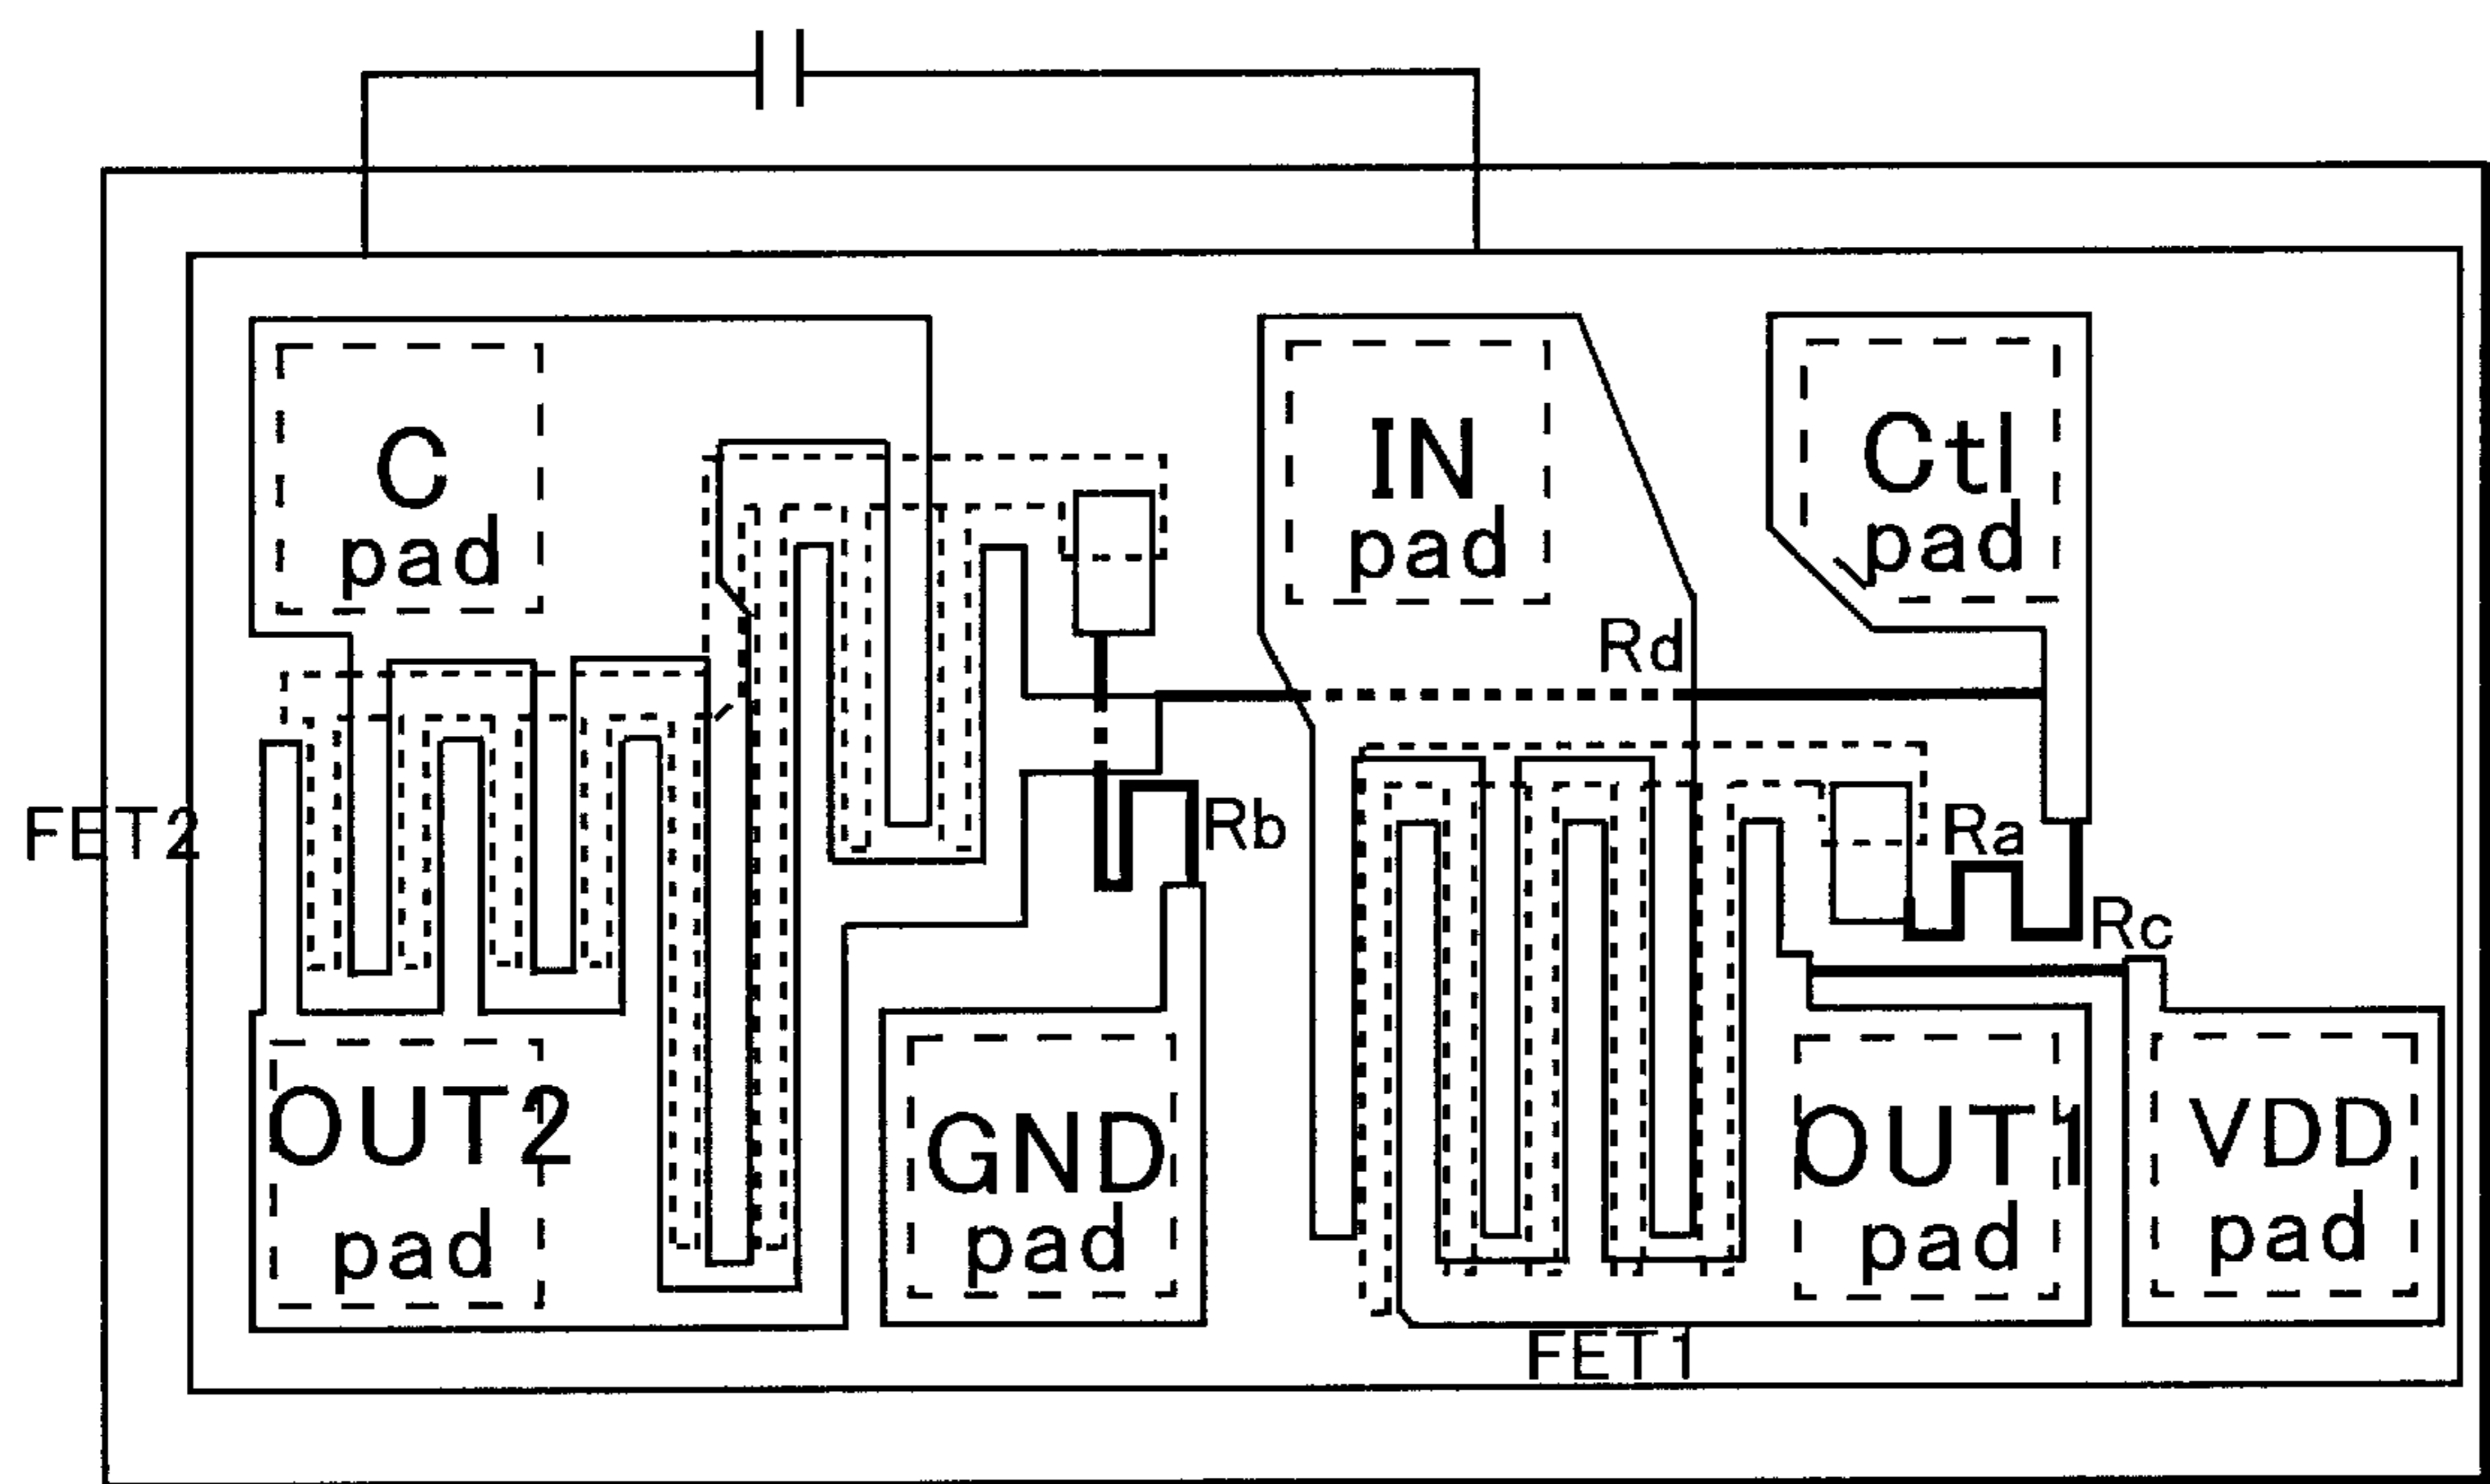 C
pad
IN
pad
Ctl
pad
Rd
FET2
Rb
Ra
Rc
OUT2
pad
GND
pad
OUT1
pad
VDD
pad
FET1